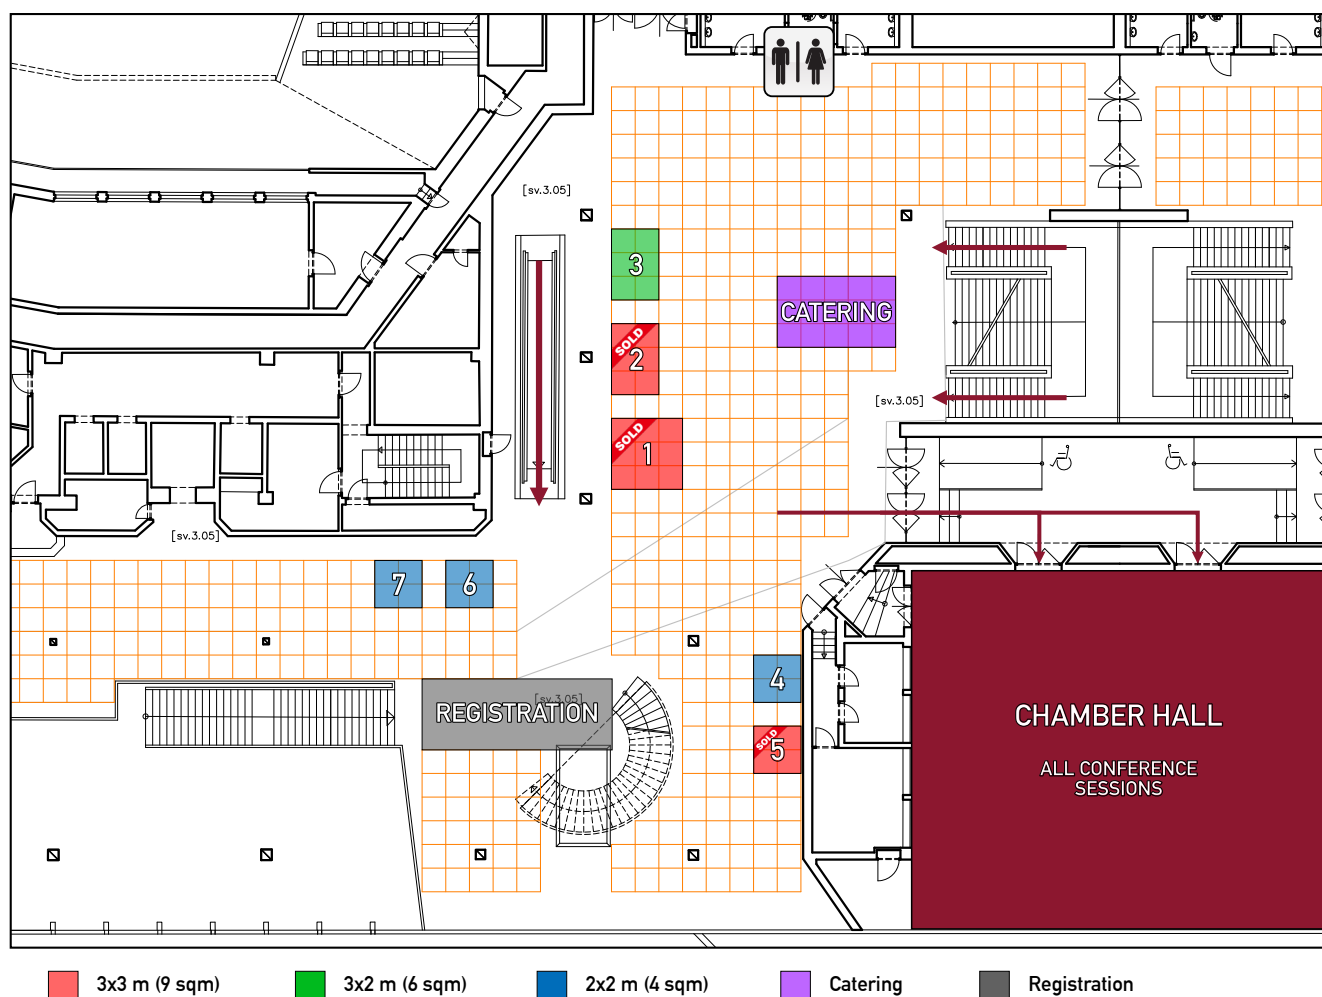 [sv.3.05]
3
CATERING
SOLD
2
[sv.3.05]
SOLD
1
[sv.3.05]
7
6
4
[sv.3.05]
REGISTRATION
SOLD
5
CHAMBER HALL
ALL CONFERENCE
SESSIONS
3x3 m (9 sqm)
3x2 m (6 sqm)
2x2 m (4 sqm)
Catering
Registration